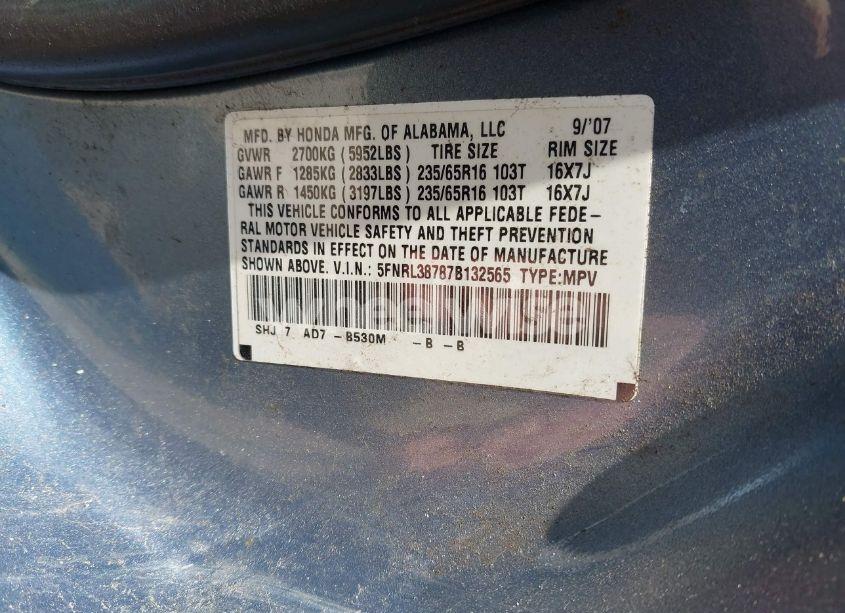 MFD. BY HONDA MFG. OF ALABAMA, LLC 9/'07
GVWR 2700KG (5952LBS) TIRE SIZE RIM SIZE
GAWR F 1285KG (2833LBS) 235/65R16 103T 16X7J
GAWR R 1450KG (3197LBS) 235/65R16 103T 16X7J
THIS VEHICLE CONFORMS TO ALL APPLICABLE FEDE-
RAL MOTOR VEHICLE SAFETY AND THEFT PREVENTION
STANDARDS IN EFFECT ON THE DATE OF MANUFACTURE
SHOWN ABOVE. V.I.N.: 5FNRL38787B132565 TYPE:MPV
SHJ 7 AD7 -B530M -B -B